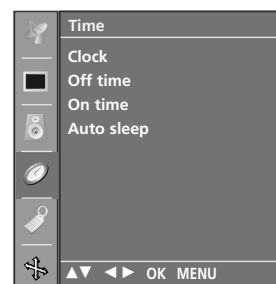 Time
Clock
Off time
On time
Auto sleep
▲▼ ◄► OK MENU